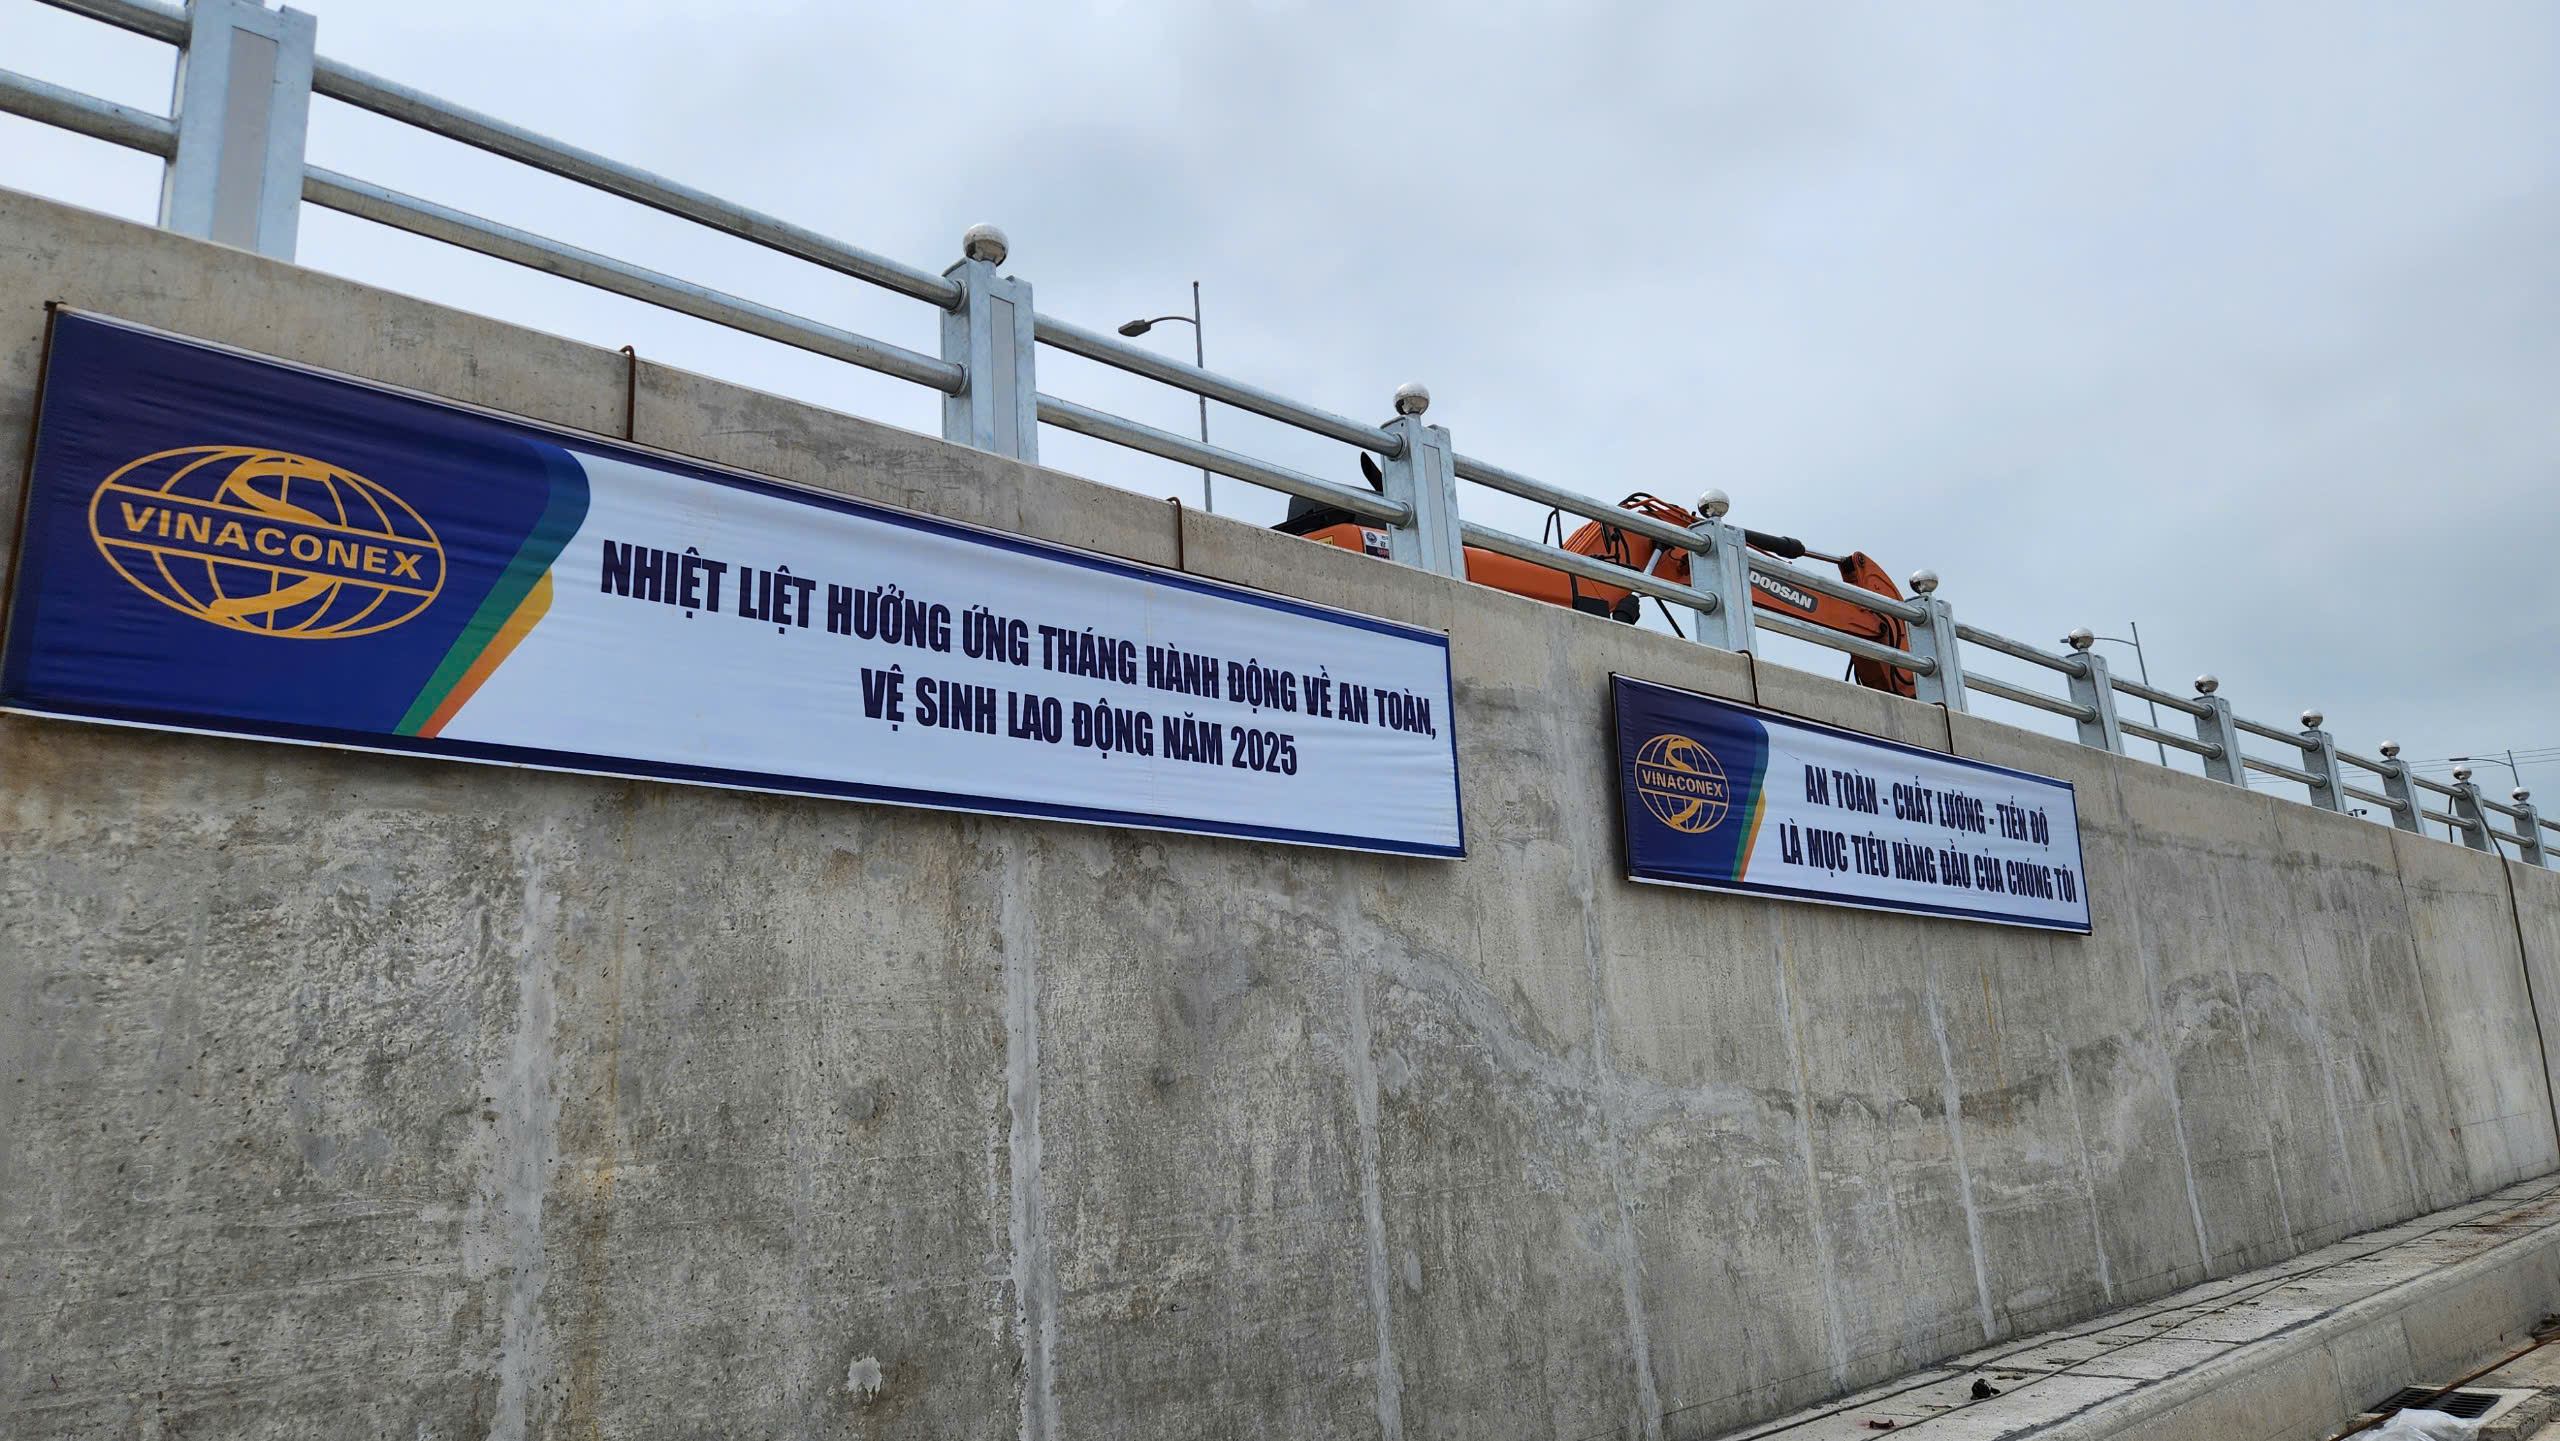 VINACONEX
NHIỆT LIỆT HƯỞNG ỨNG THÁNG HÀNH ĐỘNG VỀ AN TOÀN,
VỆ SINH LAO ĐỘNG NĂM 2025
DOOSAN
VINACONEX
AN TOÀN - CHẤT LƯỢNG - TIẾN ĐỘ
LÀ MỤC TIÊU HÀNG ĐẦU CỦA CHÚNG TÔI